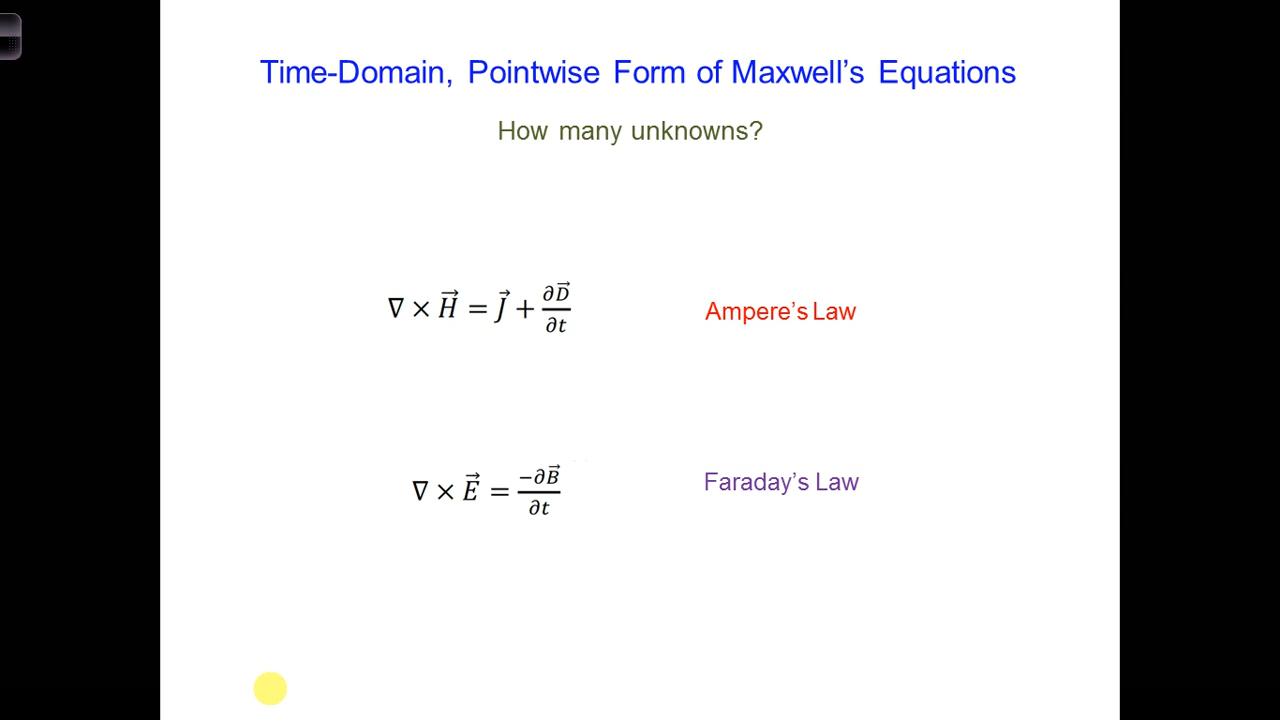 Time-Domain, Pointwise Form of Maxwell's Equations
How many unknowns?
∇ × H⃗ = J⃗ + ∂D⃗/∂t
Ampere's Law
∇ × E⃗ = −∂B⃗/∂t
Faraday's Law